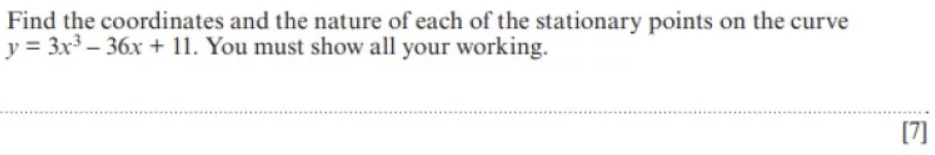 Find the coordinates and the nature of each of the stationary points on the curve
y = 3x³ – 36x + 11. You must show all your working.
[7]